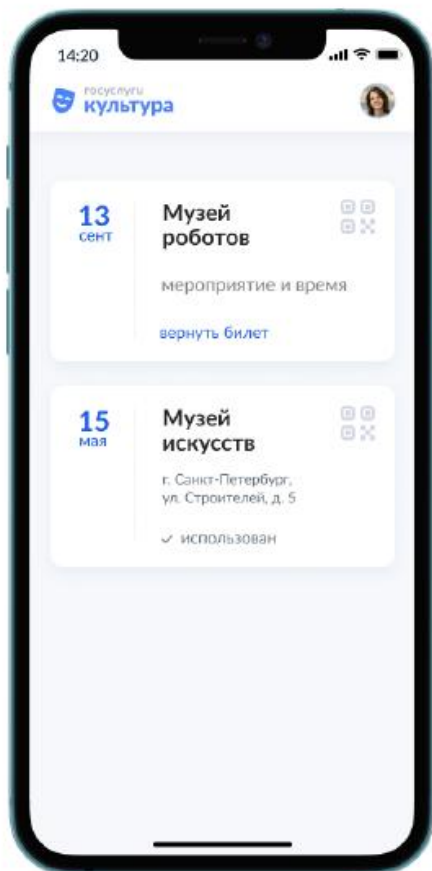 14:20
госуслуги
культура
13
сент
Музей
роботов
мероприятие и время
вернуть билет
15
мая
Музей
искусств
г. Санкт-Петербург,
ул. Строителей, д. 5
использован